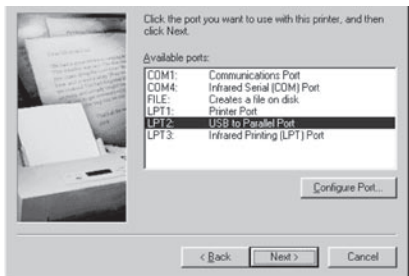 Click the port you want to use with this printer, and then
click Next.
Available ports:
COM1: Communications Port
COM4: Infrared Serial (COM) Port
FILE: Creates a file on disk
LPT1: Printer Port
LPT2: USB to Parallel Port
LPT3: Infrared Printing (LPT) Port
Configure Port...
< Back Next > Cancel